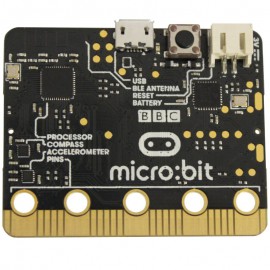 USB
BLE ANTENNA
RESET
BATTERY
BBC
PROCESSOR
COMPASS
ACCELEROMETER
PINS
micro:bit